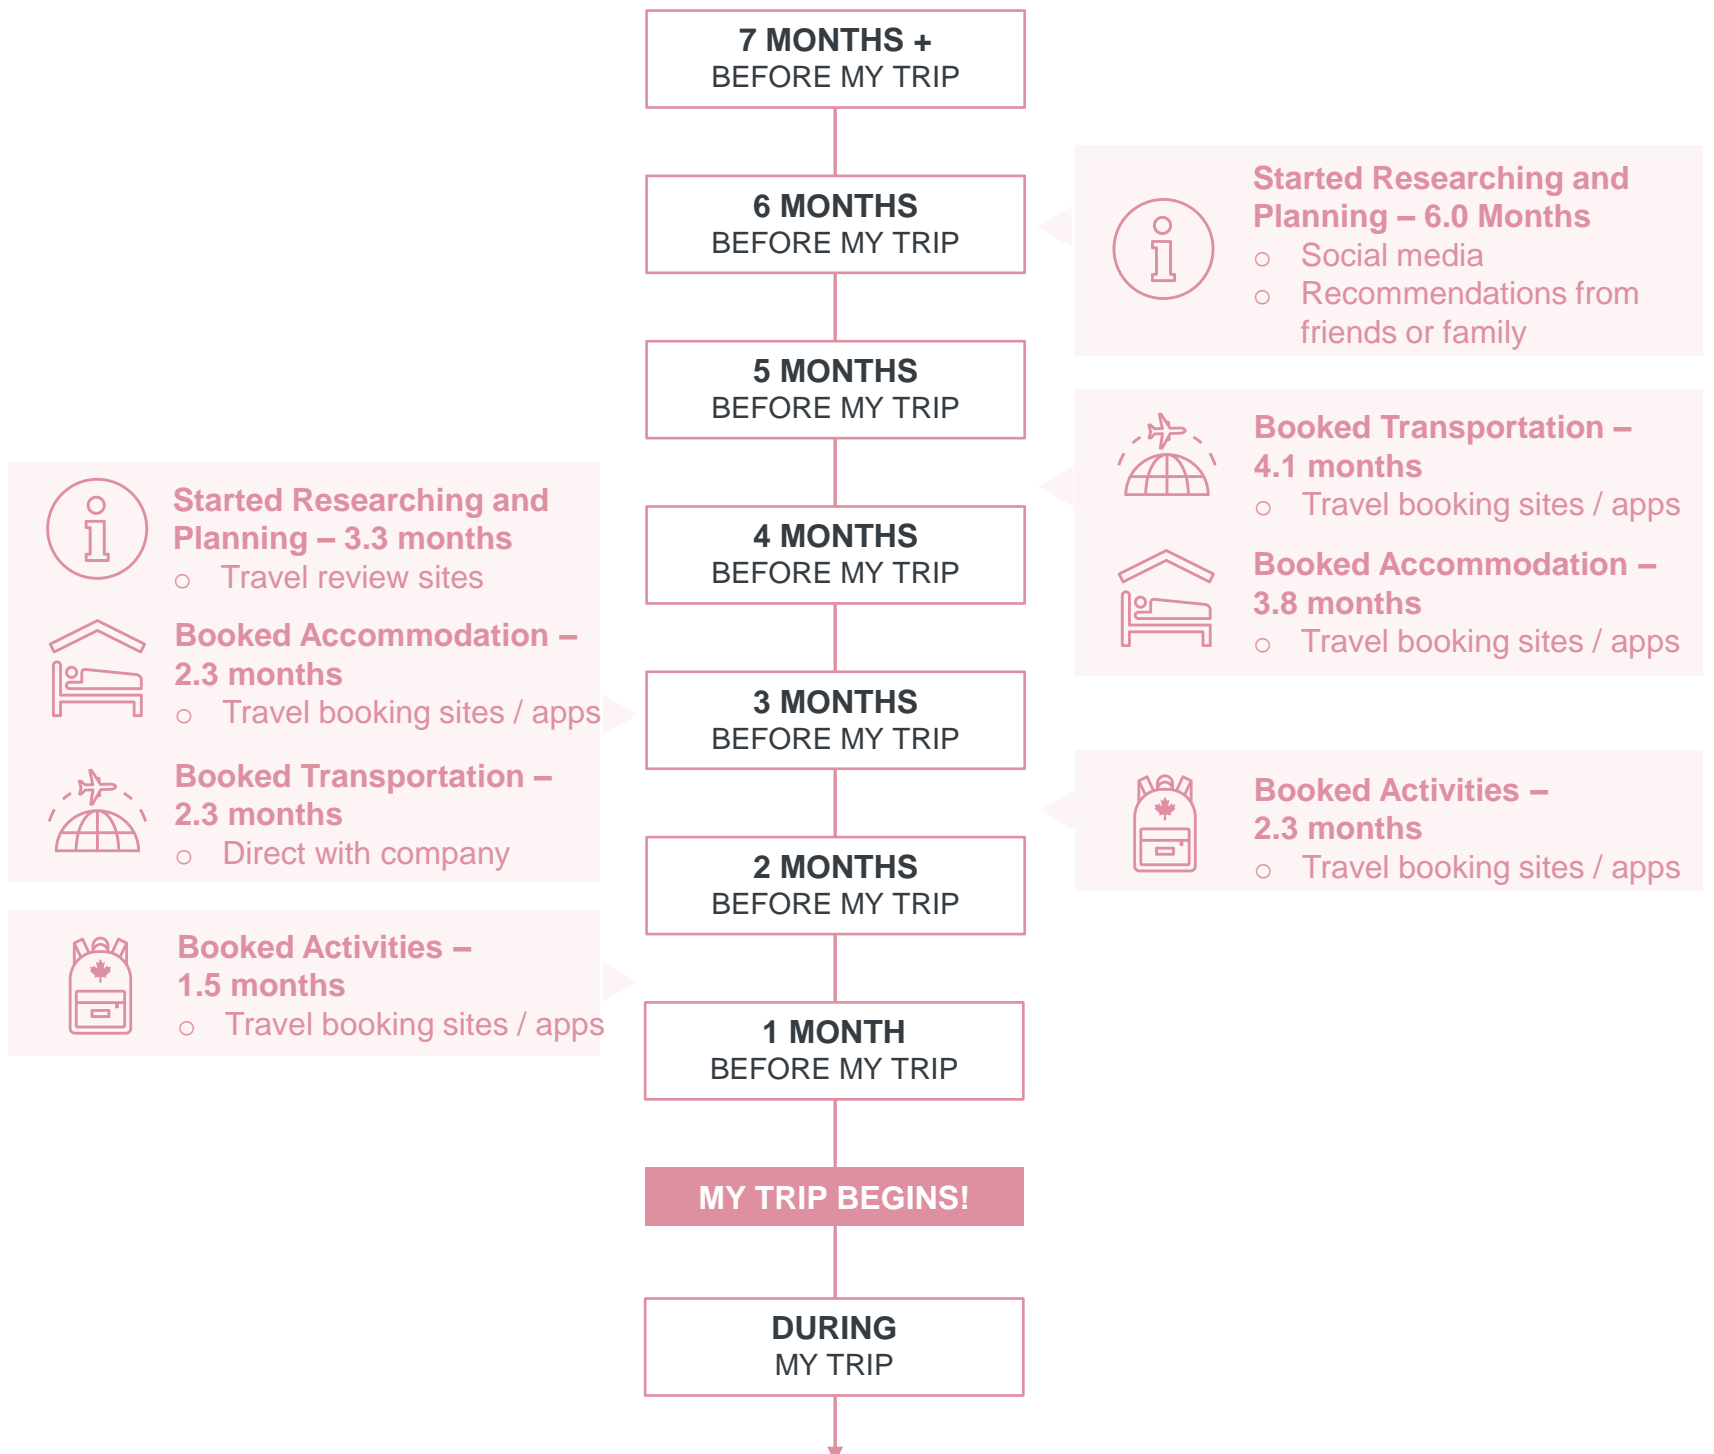 7 MONTHS +
BEFORE MY TRIP
6 MONTHS
BEFORE MY TRIP
Started Researching and
Planning – 6.0 Months
○ Social media
○ Recommendations from
friends or family
5 MONTHS
BEFORE MY TRIP
Booked Transportation –
4.1 months
○ Travel booking sites / apps
Booked Accommodation –
3.8 months
○ Travel booking sites / apps
Started Researching and
Planning – 3.3 months
○ Travel review sites
Booked Accommodation –
2.3 months
○ Travel booking sites / apps
Booked Transportation –
2.3 months
○ Direct with company
4 MONTHS
BEFORE MY TRIP
3 MONTHS
BEFORE MY TRIP
Booked Activities –
2.3 months
○ Travel booking sites / apps
2 MONTHS
BEFORE MY TRIP
Booked Activities –
1.5 months
○ Travel booking sites / apps
1 MONTH
BEFORE MY TRIP
MY TRIP BEGINS!
DURING
MY TRIP